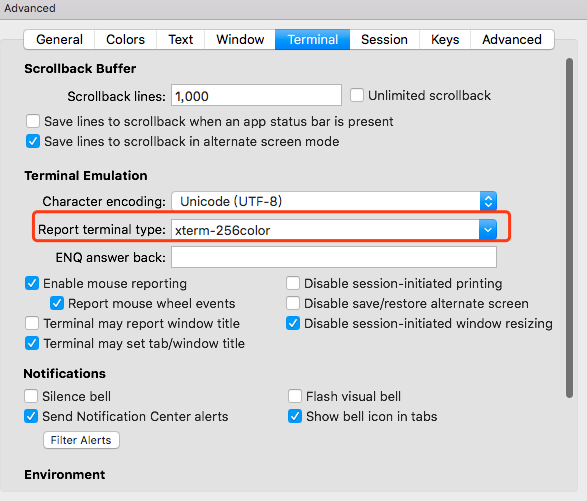 Advanced
General Colors Text Window Terminal Session Keys Advanced
Scrollback Buffer
Scrollback lines: 1,000 Unlimited scrollback
Save lines to scrollback when an app status bar is present
Save lines to scrollback in alternate screen mode
Terminal Emulation
Character encoding: Unicode (UTF-8)
Report terminal type: xterm-256color
ENQ answer back:
Enable mouse reporting Disable session-initiated printing
Report mouse wheel events Disable save/restore alternate screen
Terminal may report window title Disable session-initiated window resizing
Terminal may set tab/window title
Notifications
Silence bell Flash visual bell
Send Notification Center alerts Show bell icon in tabs
Filter Alerts
Environment